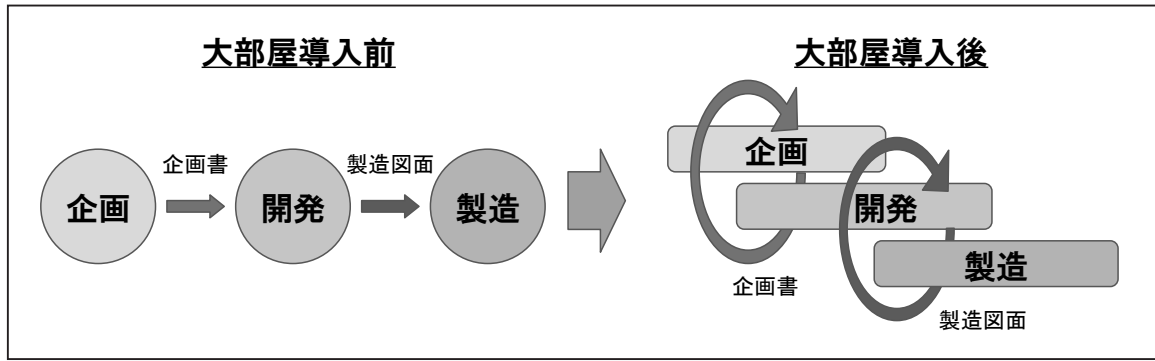 大部屋導入前
企画書
製造図面
企画
開発
製造
大部屋導入後
企画
開発
製造
企画書
製造図面